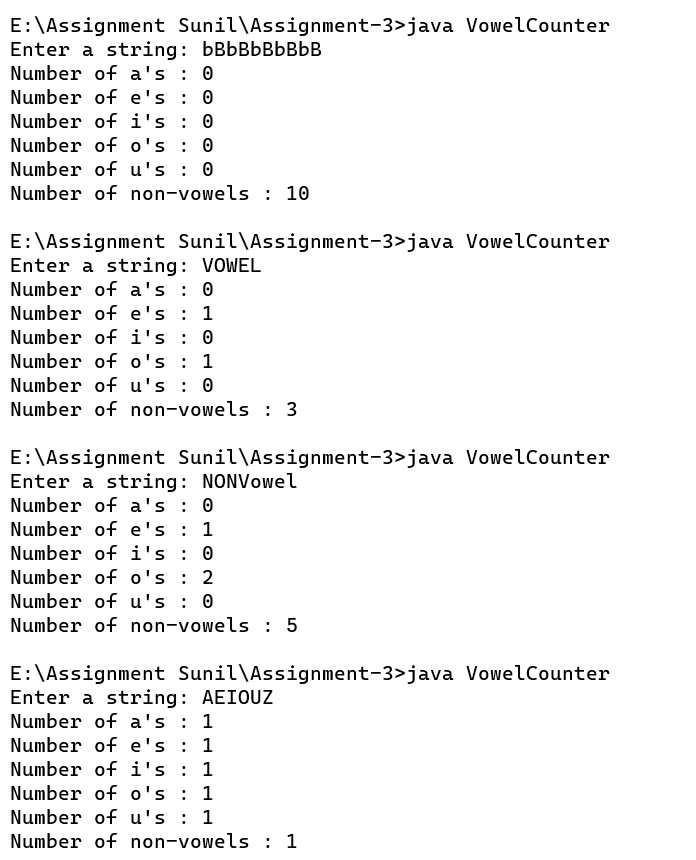 E:\Assignment Sunil\Assignment-3>java VowelCounter
Enter a string: bBbBbBbBbB
Number of a's : 0
Number of e's : 0
Number of i's : 0
Number of o's : 0
Number of u's : 0
Number of non-vowels : 10
E:\Assignment Sunil\Assignment-3>java VowelCounter
Enter a string: VOWEL
Number of a's : 0
Number of e's : 1
Number of i's : 0
Number of o's : 1
Number of u's : 0
Number of non-vowels : 3
E:\Assignment Sunil\Assignment-3>java VowelCounter
Enter a string: NONVowel
Number of a's : 0
Number of e's : 1
Number of i's : 0
Number of o's : 2
Number of u's : 0
Number of non-vowels : 5
E:\Assignment Sunil\Assignment-3>java VowelCounter
Enter a string: AEIOUZ
Number of a's : 1
Number of e's : 1
Number of i's : 1
Number of o's : 1
Number of u's : 1
Number of non-vowels : 1